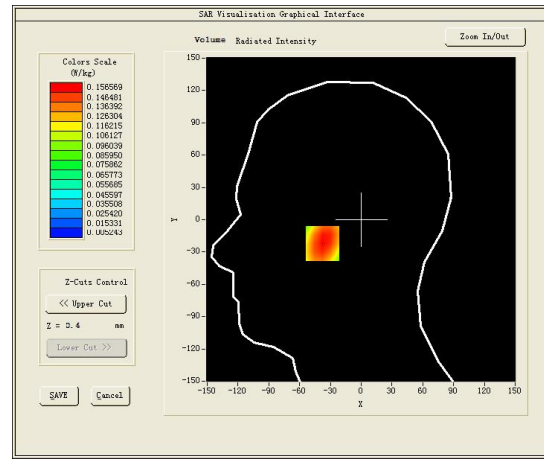 SAR Visualisation Graphical Interface
Volume Radiated Intensity
Zoom In/Out
Colors Scale
(W/kg)
0.156569
0.146481
0.136392
0.126304
0.116215
0.106127
0.096039
0.085950
0.075862
0.065773
0.055685
0.045597
0.035508
0.025420
0.015331
0.005243
Z-Cuts Control
<< Upper Cut
Z = 0.4 mm
Lower Cut >>
SAVE Cancel
150
120
90
60
30
0
-30
-60
-90
-120
-150
Y
-150 -120 -90 -60 -30 0 30 60 90 120 150
X